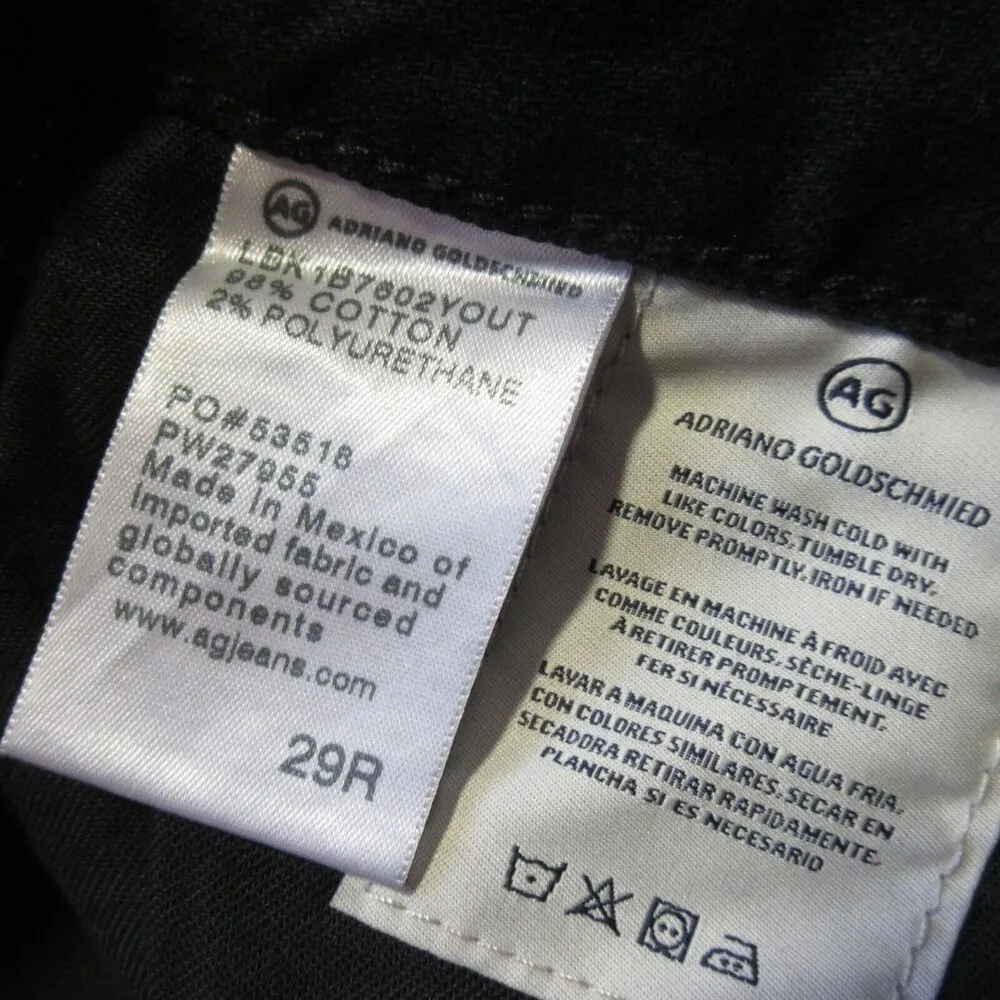 AG ADRIANO GOLDSCHMIED
LBK1B7602YOUT
98% COTTON
2% POLYURETHANE
PO#53518
PW27955
Made in Mexico of
Imported fabric and
globally sourced
components
www.agjeans.com
29R
AG
ADRIANO GOLDSCHMIED
MACHINE WASH COLD WITH
LIKE COLORS, TUMBLE DRY,
REMOVE PROMPTLY, IRON IF NEEDED
LAVAGE EN MACHINE À FROID AVEC
COMME COULEURS, SÈCHE-LINGE
À RETIRER PROMPTEMENT,
FER SI NÉCESSAIRE
LAVAR A MAQUINA CON AGUA FRIA,
CON COLORES SIMILARES, SECAR EN
SECADORA RETIRAR RAPIDAMENTE,
PLANCHA SI ES NECESARIO